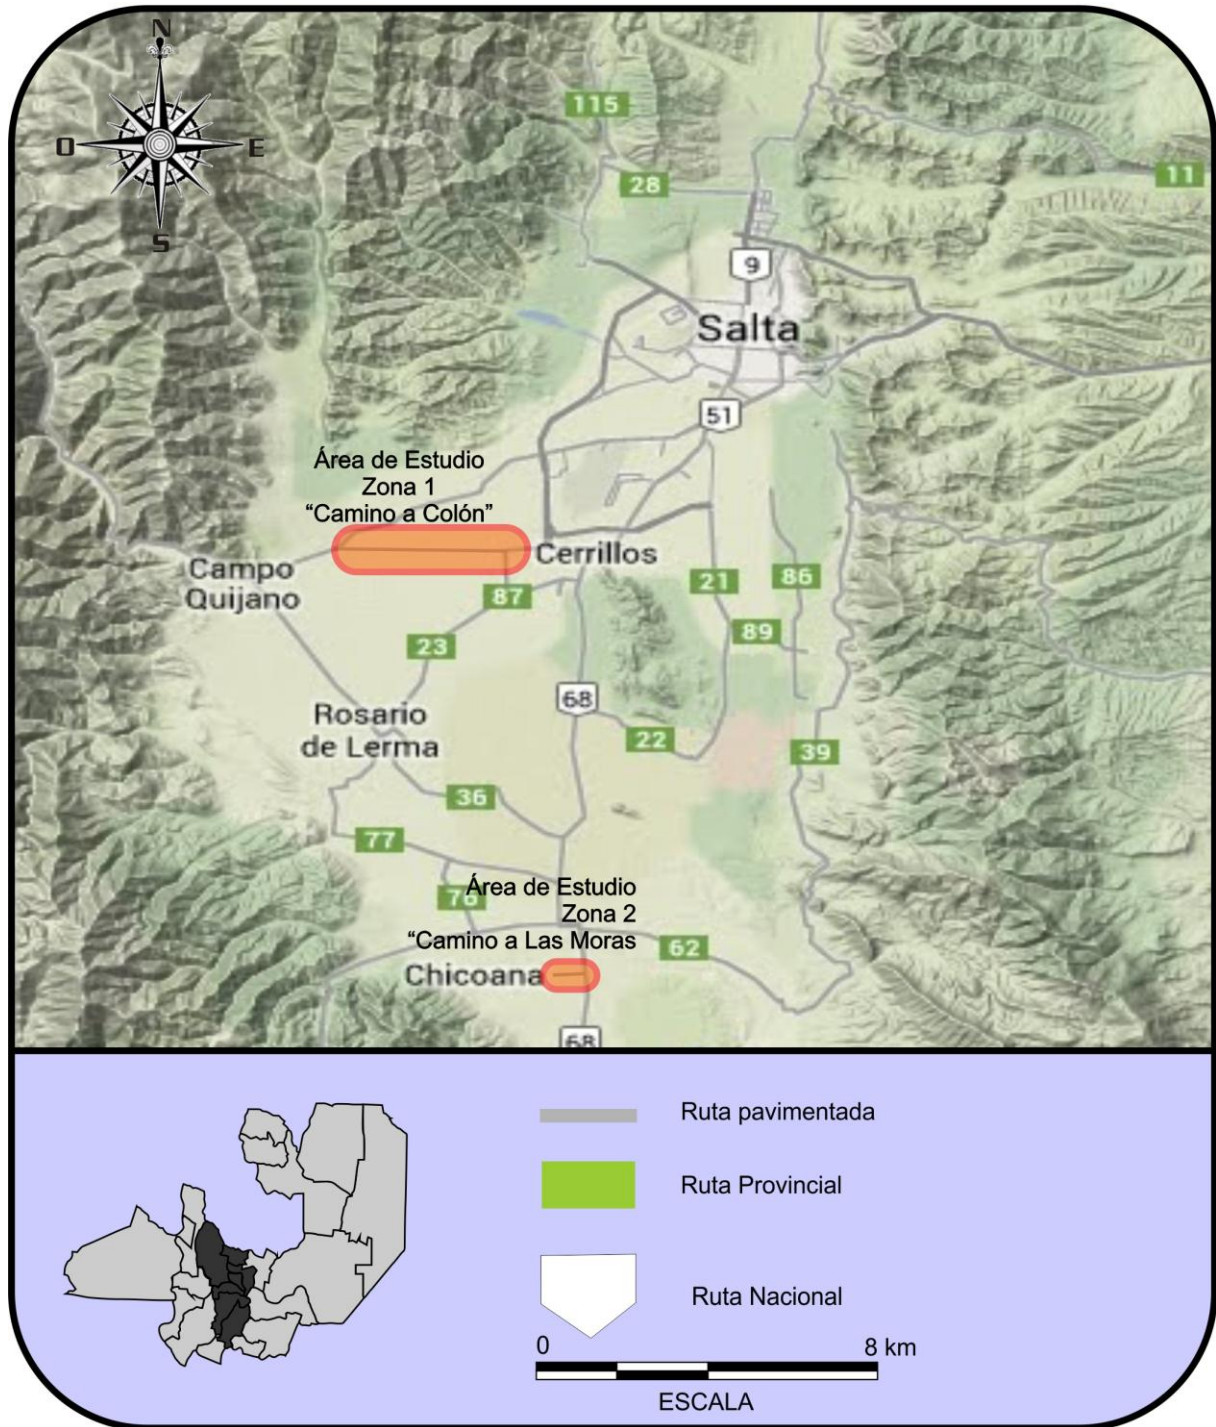 N
O
E
S
115
28
11
9
Salta
51
Área de Estudio
Zona 1
“Camino a Colón”
Cerrillos
Campo
Quijano
87
21
86
89
23
68
Rosario
de Lerma
22
39
36
77
76
Área de Estudio
Zona 2
“Camino a Las Moras
62
Chicoana
68
Ruta pavimentada
Ruta Provincial
Ruta Nacional
0
8 km
ESCALA